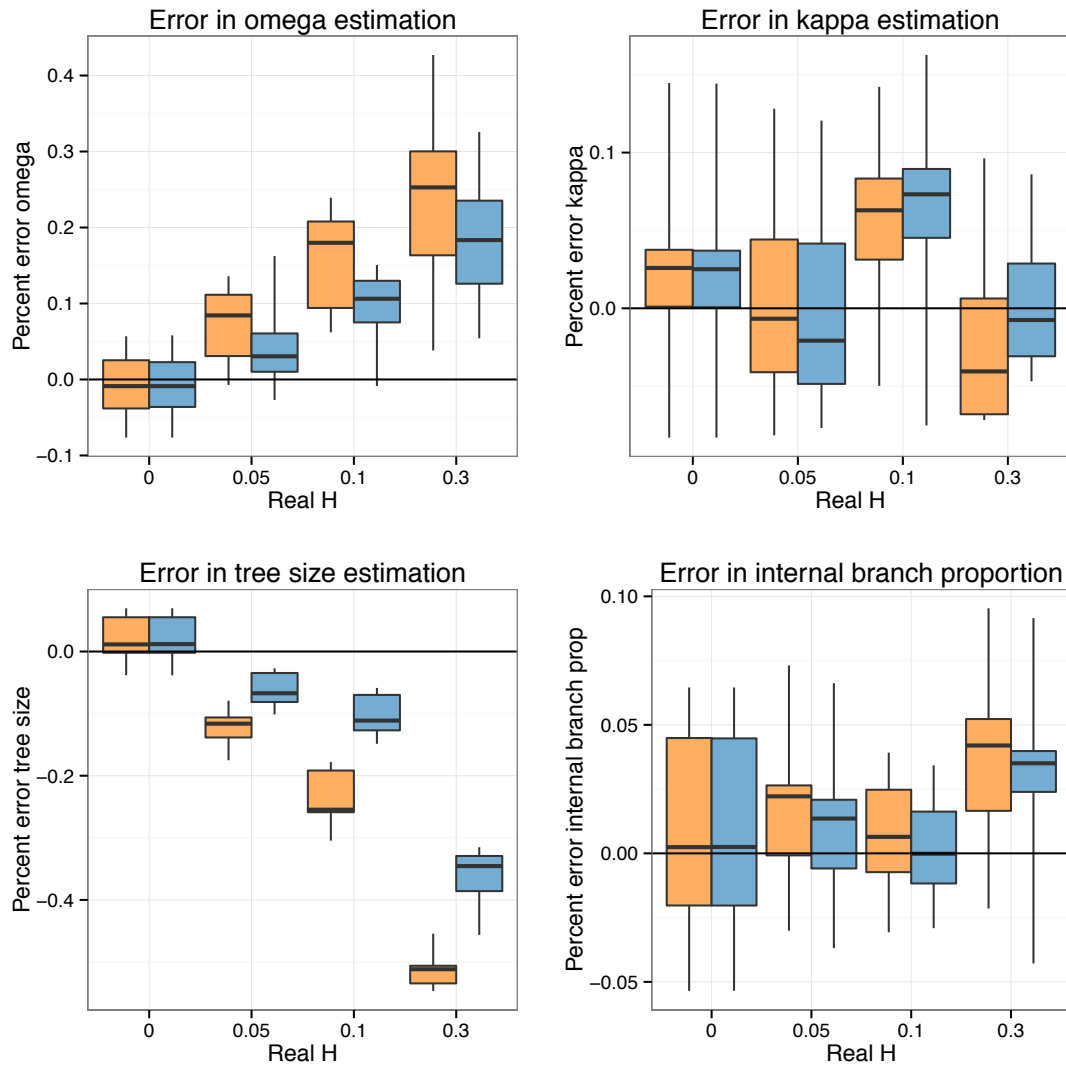 Error in omega estimation
Percent error omega
0.4
0.3
0.2
0.1
0.0
−0.1
0 0.05 0.1 0.3
Real H
Error in kappa estimation
Percent error kappa
0.1
0.0
0 0.05 0.1 0.3
Real H
Error in tree size estimation
Percent error tree size
0.0
−0.2
−0.4
0 0.05 0.1 0.3
Real H
Error in internal branch proportion
Percent error internal branch prop
0.10
0.05
0.00
−0.05
0 0.05 0.1 0.3
Real H